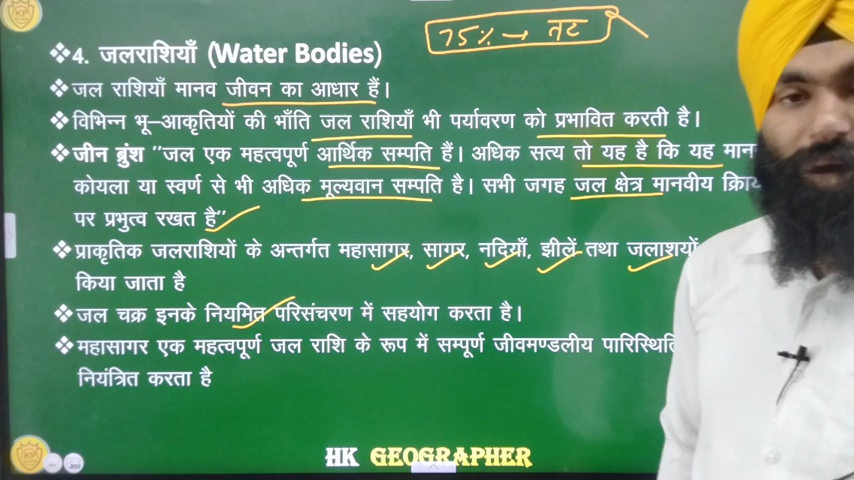 75% → तट
❖4. जलराशियाँ (Water Bodies)
❖जल राशियाँ मानव जीवन का आधार हैं।
❖विभिन्न भू–आकृतियों की भाँति जल राशियाँ भी पर्यावरण को प्रभावित करती है।
❖जीन ब्रुंश "जल एक महत्वपूर्ण आर्थिक सम्पति हैं। अधिक सत्य तो यह है कि यह
कोयला या स्वर्ण से भी अधिक मूल्यवान सम्पति है। सभी जगह जल क्षेत्र मानवीय
पर प्रभुत्व रखत है"
❖प्राकृतिक जलराशियों के अन्तर्गत महासागर, सागर, नदियाँ, झीलें तथा जलाशयों
किया जाता है
❖जल चक्र इनके नियमित परिसंचरण में सहयोग करता है।
❖महासागर एक महत्वपूर्ण जल राशि के रूप में सम्पूर्ण जीवमण्डलीय
नियंत्रित करता है
HK GEOGRAPHER